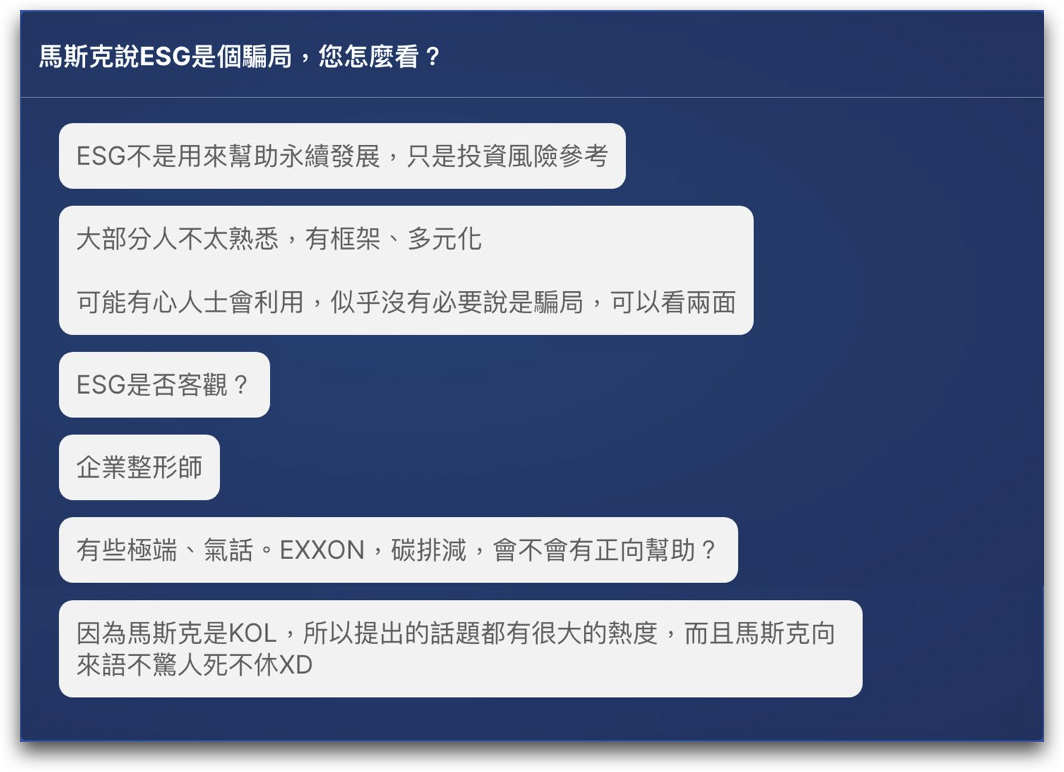 馬斯克說ESG是個騙局，您怎麼看？
ESG不是用來幫助永續發展，只是投資風險參考
大部分人不太熟悉，有框架、多元化
可能有心人士會利用，似乎沒有必要說是騙局，可以看兩面
ESG是否客觀？
企業整形師
有些極端、氣話。EXXON，碳排減，會不會有正向幫助？
因為馬斯克是KOL，所以提出的話題都有很大的熱度，而且馬斯克向
來語不驚人死不休XD